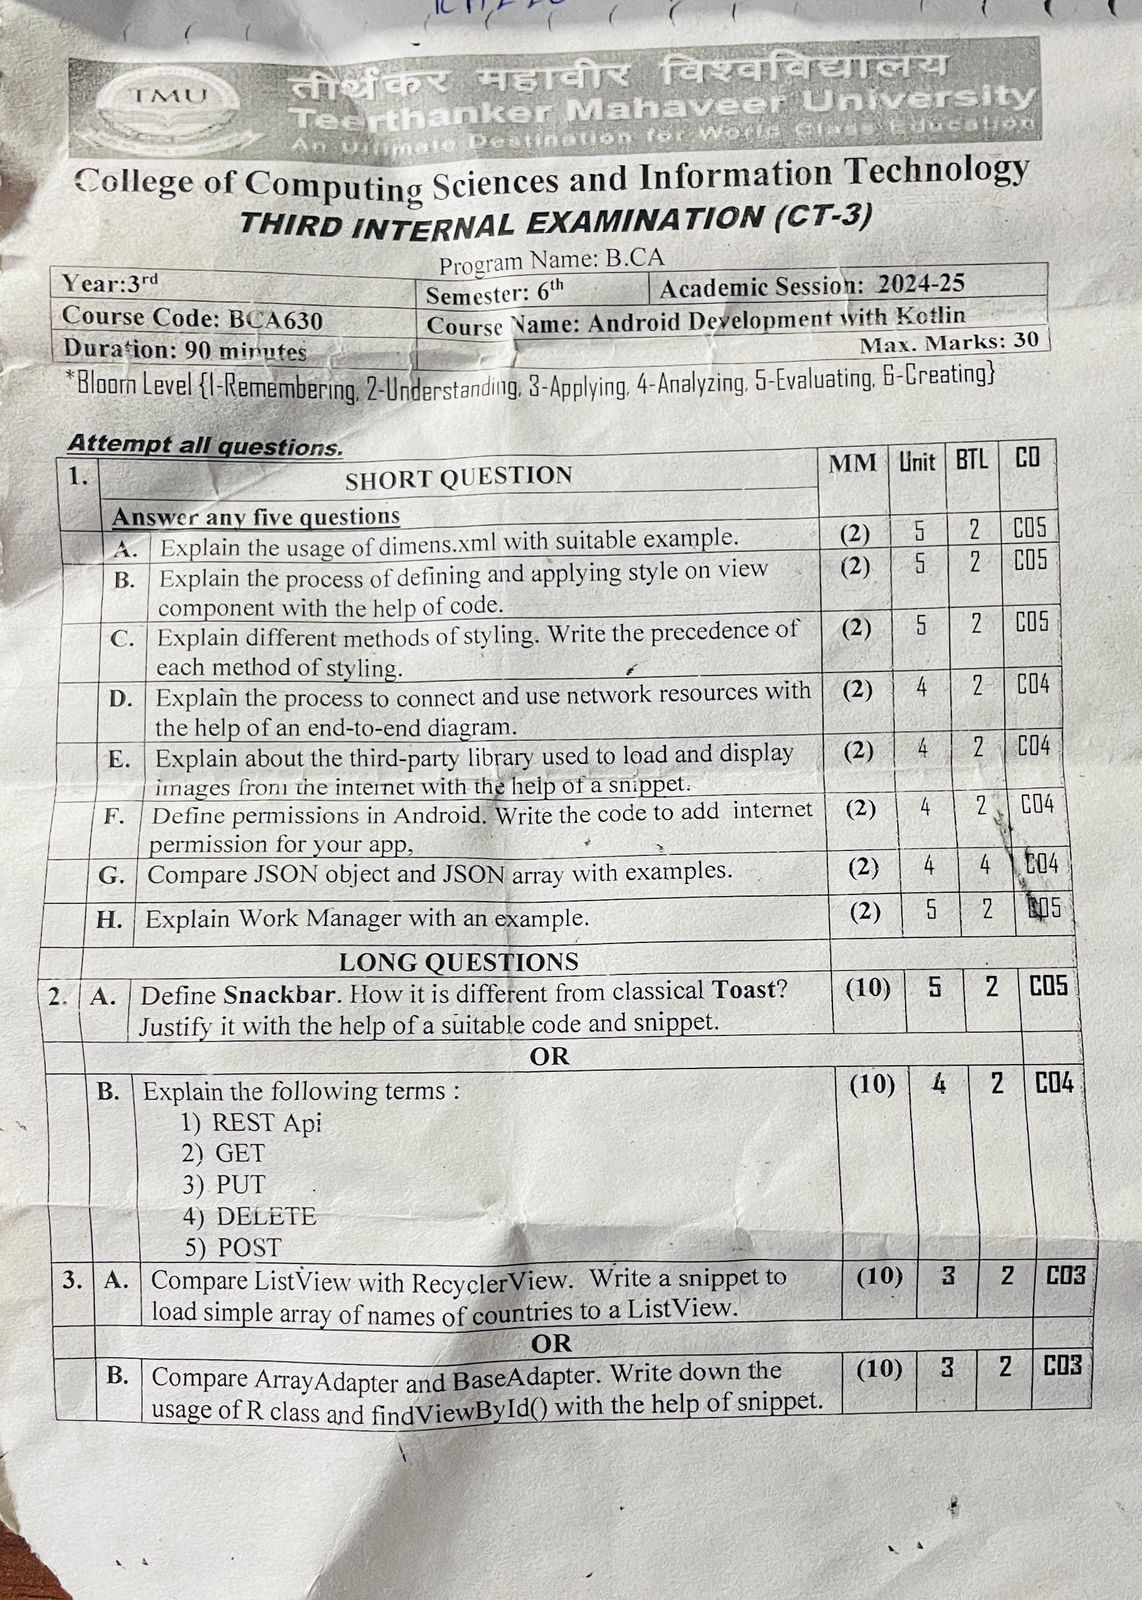 TMU
तीर्थंकर महावीर विश्वविद्यालय
Teerthanker Mahaveer University
An Ultimate Destination for World Class Education
College of Computing Sciences and Information Technology
THIRD INTERNAL EXAMINATION (CT-3)
Program Name: B.CA
Year:3rd Semester: 6th Academic Session: 2024-25
Course Code: BCA630 Course Name: Android Development with Kotlin
Duration: 90 minutes Max. Marks: 30
*Bloom Level {1-Remembering, 2-Understanding, 3-Applying, 4-Analyzing, 5-Evaluating, 6-Creating}
Attempt all questions.
1. SHORT QUESTION MM Unit BTL CO
Answer any five questions
A. Explain the usage of dimens.xml with suitable example. (2) 5 2 CO5
B. Explain the process of defining and applying style on view (2) 5 2 CO5
component with the help of code.
C. Explain different methods of styling. Write the precedence of (2) 5 2 CO5
each method of styling.
D. Explain the process to connect and use network resources with (2) 4 2 CO4
the help of an end-to-end diagram.
E. Explain about the third-party library used to load and display (2) 4 2 CO4
images from the internet with the help of a snippet.
F. Define permissions in Android. Write the code to add internet (2) 4 2 CO4
permission for your app,
G. Compare JSON object and JSON array with examples. (2) 4 4 CO4
H. Explain Work Manager with an example. (2) 5 2 CO5
LONG QUESTIONS
2. A. Define Snackbar. How it is different from classical Toast? (10) 5 2 CO5
Justify it with the help of a suitable code and snippet.
OR
B. Explain the following terms : (10) 4 2 CO4
1) REST Api
2) GET
3) PUT
4) DELETE
5) POST
3. A. Compare ListView with RecyclerView. Write a snippet to (10) 3 2 CO3
load simple array of names of countries to a ListView.
OR
B. Compare ArrayAdapter and BaseAdapter. Write down the (10) 3 2 CO3
usage of R class and findViewById() with the help of snippet.